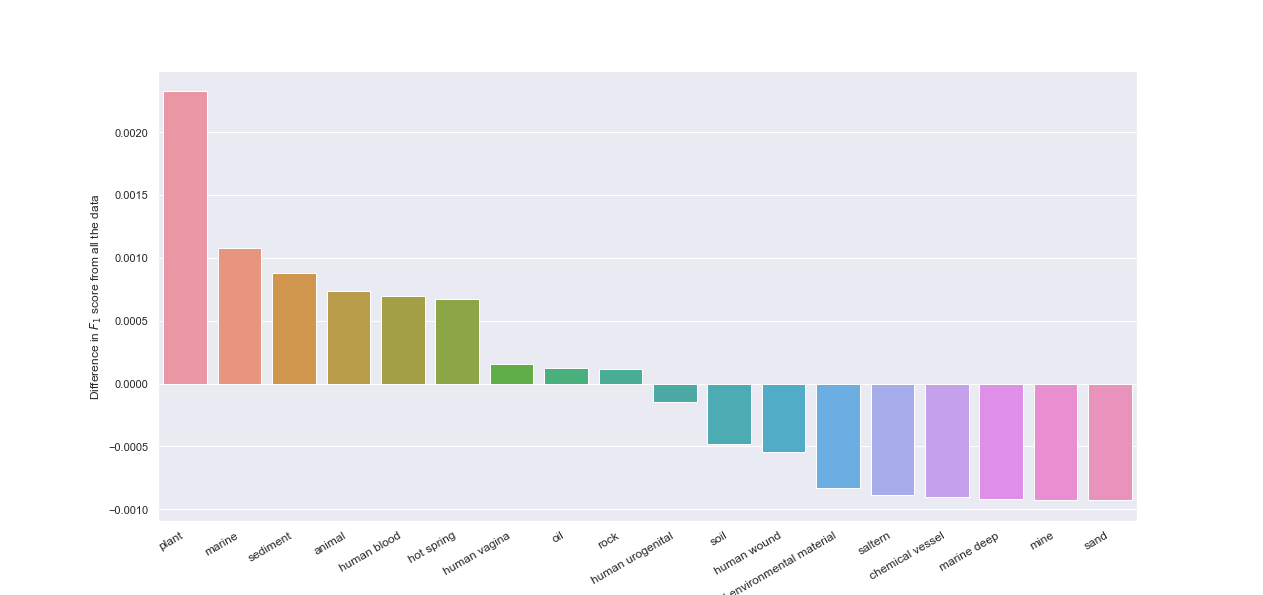 Difference in F1 score from all the data
0.0020
0.0015
0.0010
0.0005
0.0000
−0.0005
−0.0010
plant
marine
sediment
animal
human blood
hot spring
human vagina
oil
rock
human urogenital
soil
human wound
environmental material
saltern
chemical vessel
marine deep
mine
sand